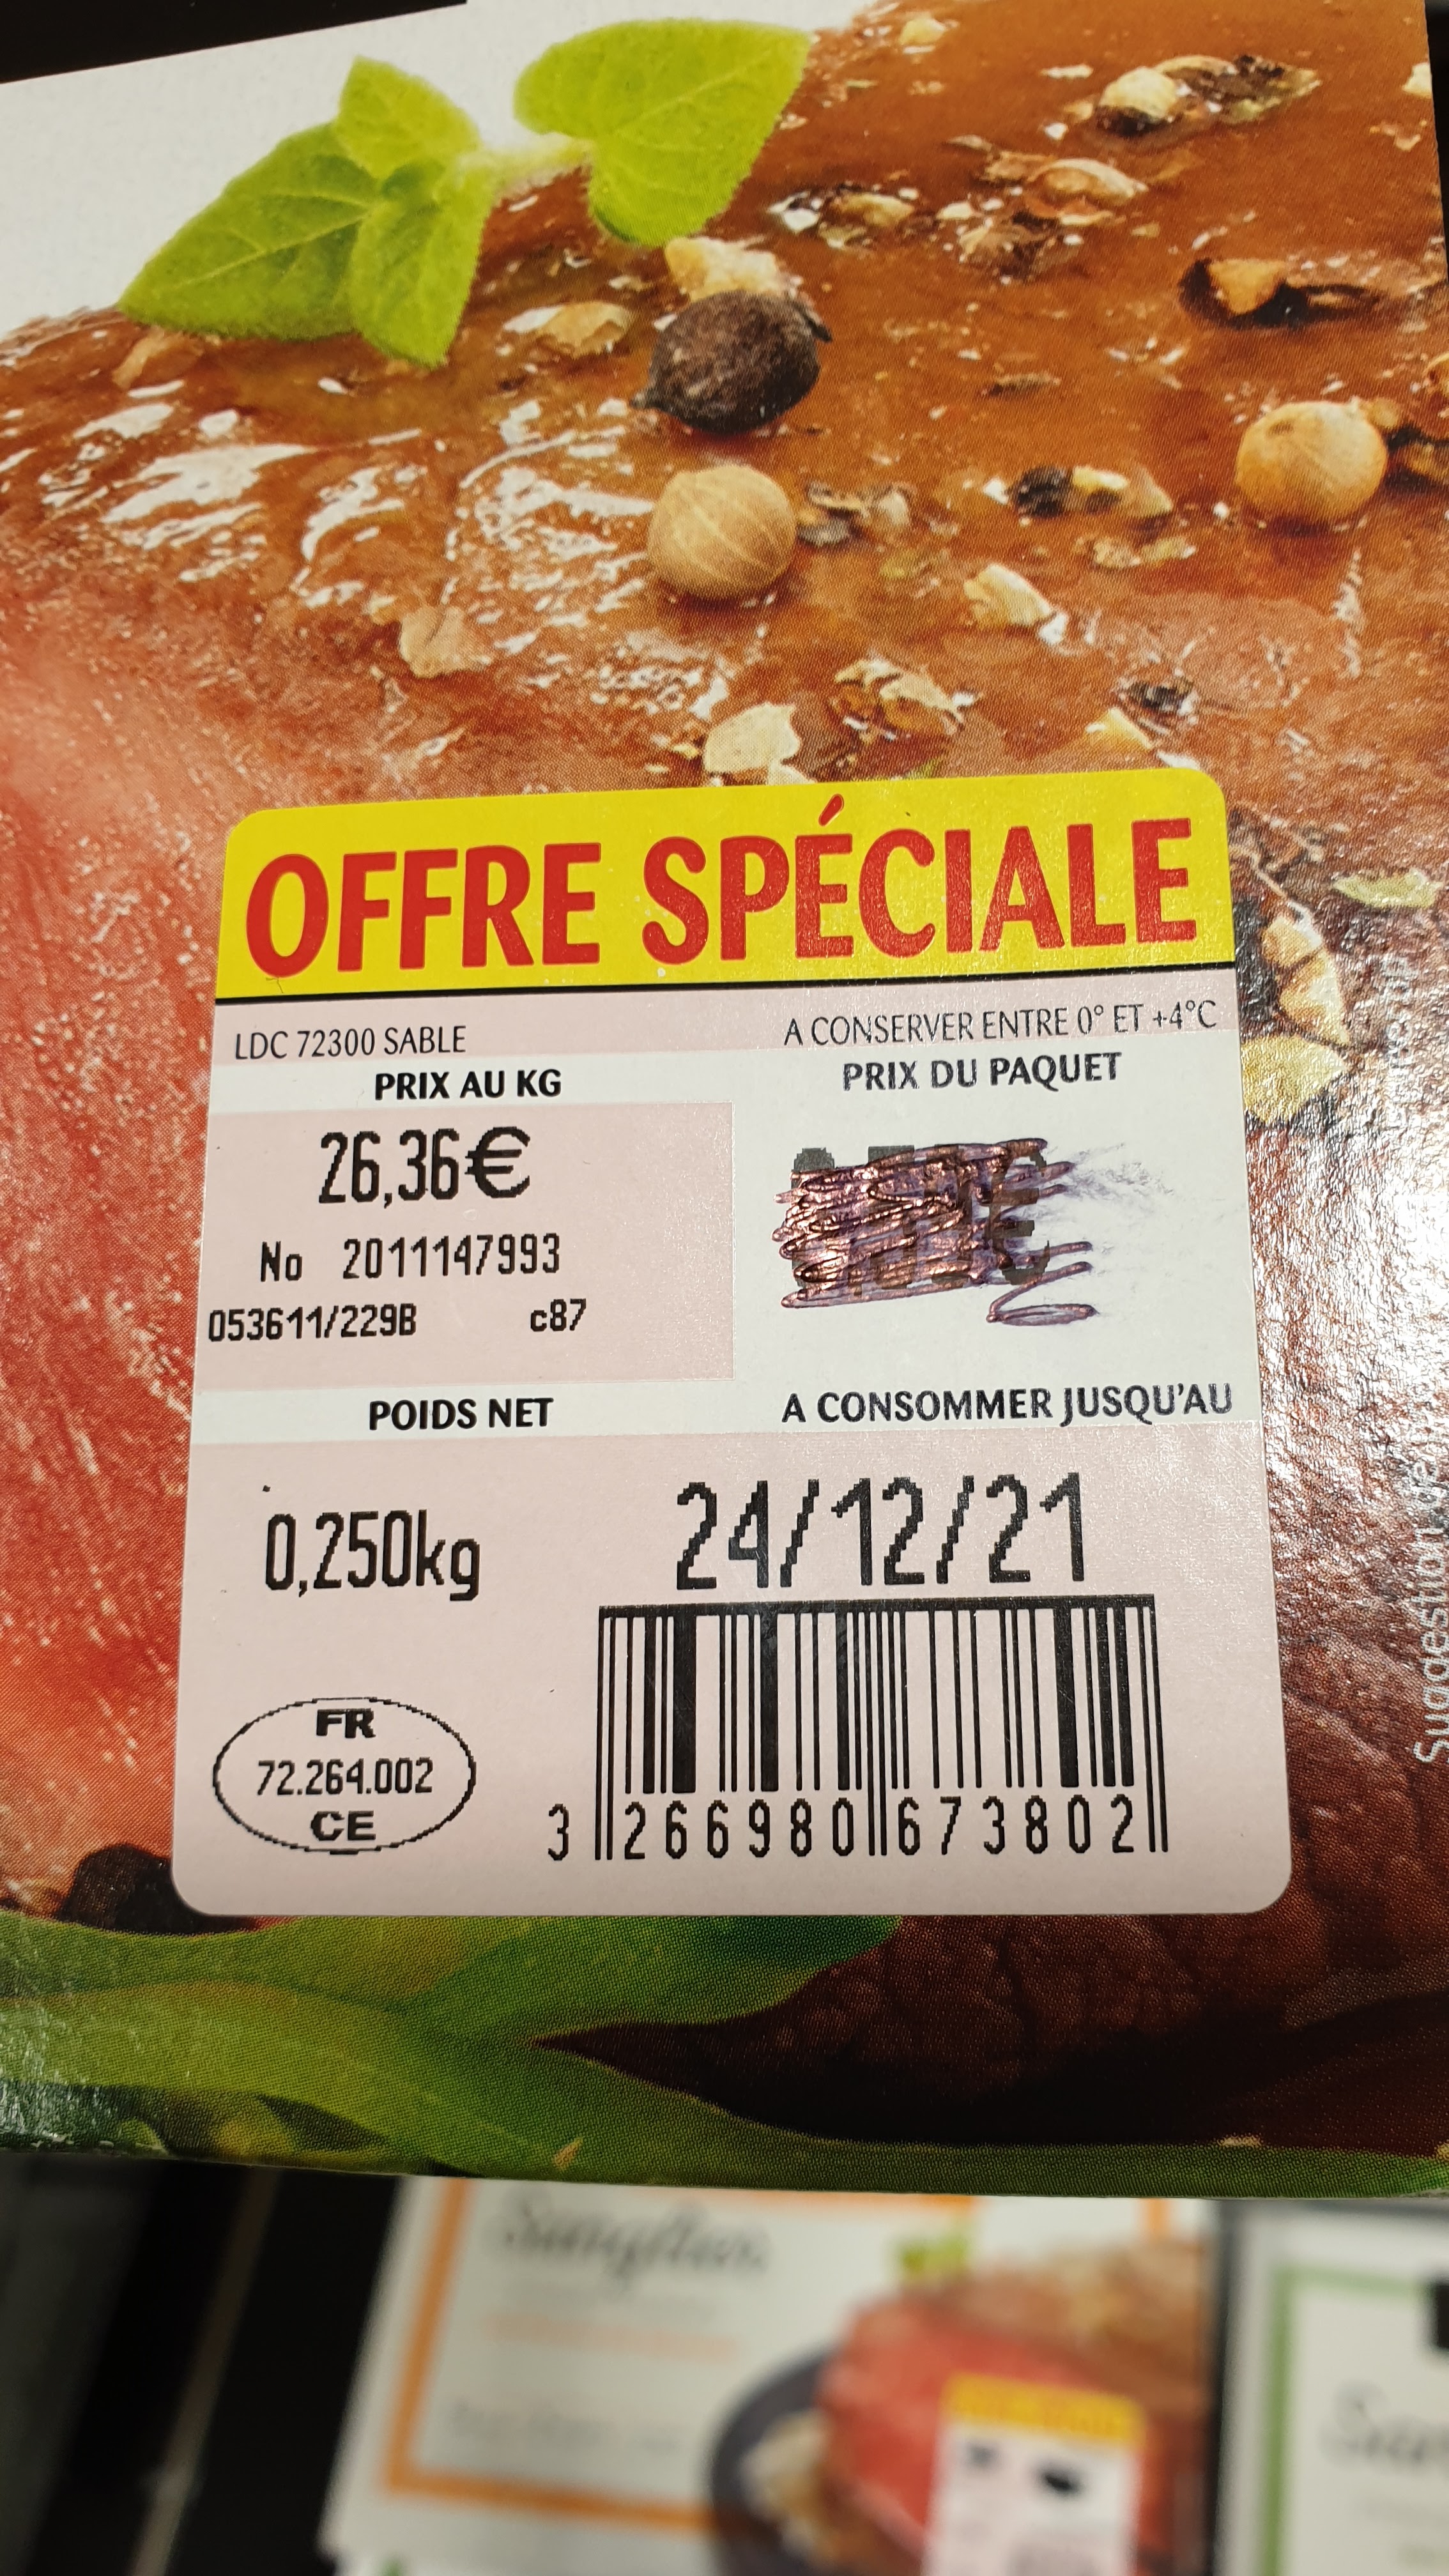 OFFRE SPÉCIALE
LDC 72300 SABLE
A CONSERVER ENTRE 0° ET +4°C
PRIX AU KG
PRIX DU PAQUET
26,36€
No 2011147993
053611/229B c87
POIDS NET
A CONSOMMER JUSQU'AU
0,250kg
24/12/21
FR
72.264.002
CE
3 266980 673802
Suggestion de